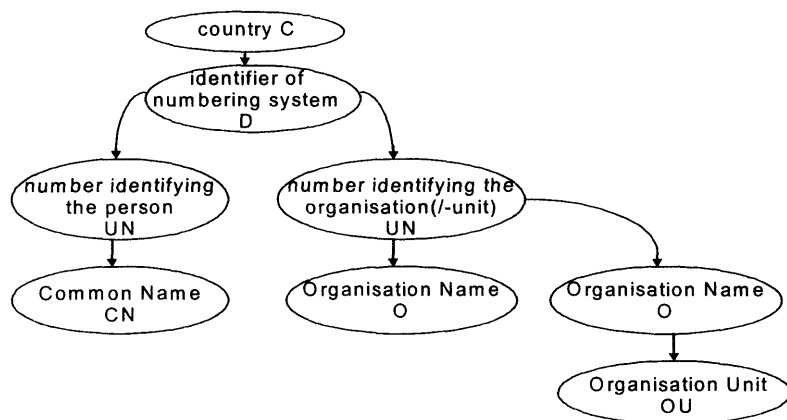 country C
identifier of
numbering system
D
number identifying
the person
UN
number identifying the
organisation(/-unit)
UN
Common Name
CN
Organisation Name
O
Organisation Name
O
Organisation Unit
OU